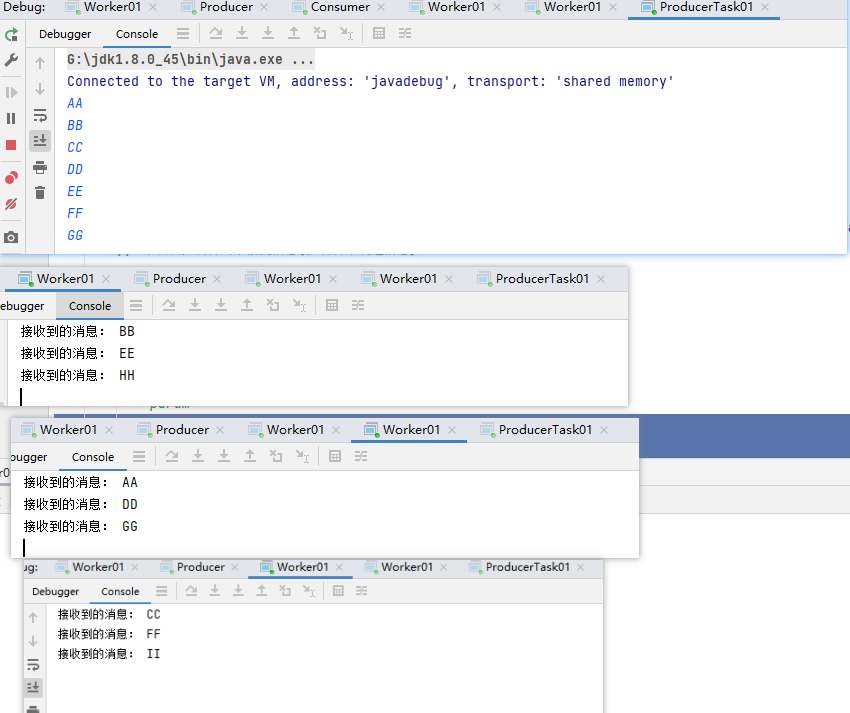 Debug: Worker01 Producer Consumer Worker01 Worker01 ProducerTask01
Debugger Console
G:\jdk1.8.0_45\bin\java.exe ...
Connected to the target VM, address: 'javadebug', transport: 'shared memory'
AA
BB
CC
DD
EE
FF
GG
Worker01 Producer Worker01 Worker01 ProducerTask01
ebugger Console
接收到的消息: BB
接收到的消息: EE
接收到的消息: HH
param
Worker01 Producer Worker01 Worker01 ProducerTask01
bugger Console
接收到的消息: AA
接收到的消息: DD
接收到的消息: GG
ug: Worker01 Producer Worker01 Worker01 ProducerTask01
Debugger Console
接收到的消息: CC
接收到的消息: FF
接收到的消息: II